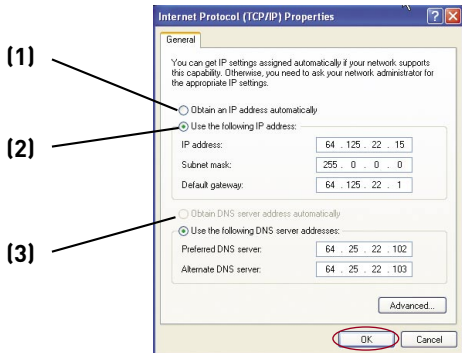 Internet Protocol (TCP/IP) Properties
General
You can get IP settings assigned automatically if your network supports
this capability. Otherwise, you need to ask your network administrator for
the appropriate IP settings.
(1)
Obtain an IP address automatically
(2)
Use the following IP address:
IP address: 64 . 125 . 22 . 15
Subnet mask: 255 . 0 . 0 . 0
Default gateway: 64 . 125 . 22 . 1
(3)
Obtain DNS server address automatically
Use the following DNS server addresses:
Preferred DNS server: 64 . 25 . 22 . 102
Alternate DNS server: 64 . 25 . 22 . 103
Advanced...
OK Cancel